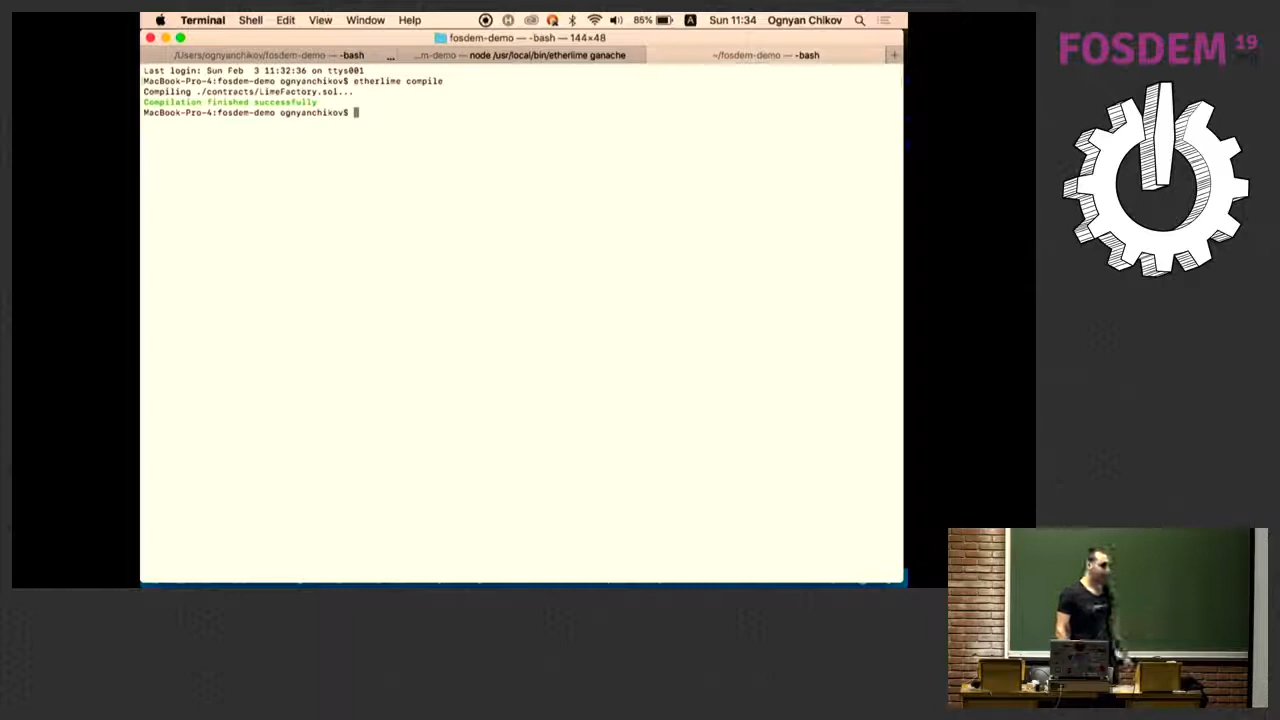 Terminal Shell Edit View Window Help 85% A Sun 11:34 Ognyan Chikov
fosdem-demo — -bash — 144×48
/Users/ognyanchikov/fosdem-demo — -bash ... ...m-demo — node /usr/local/bin/etherlime ganache ~/fosdem-demo — -bash +
Last login: Sun Feb 3 11:32:36 on ttys001
MacBook-Pro-4:fosdem-demo ognyanchikov$ etherlime compile
Compiling ./contracts/LimeFactory.sol...
Compilation finished successfully
MacBook-Pro-4:fosdem-demo ognyanchikov$
FOSDEM 19